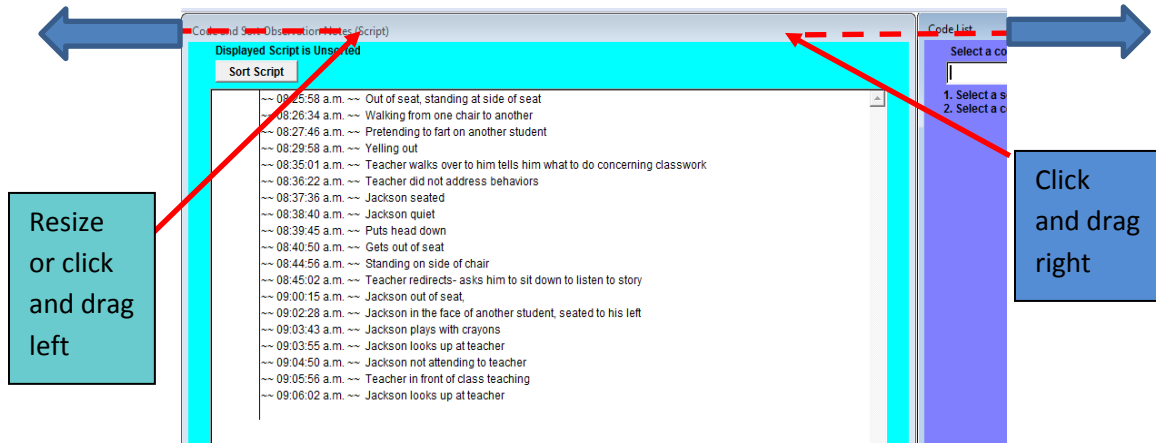 Code and Sort Observation Notes (Script)
Displayed Script is Unsorted
Sort Script
~~ 08:25:58 a.m. ~~ Out of seat, standing at side of seat
~~ 08:26:34 a.m. ~~ Walking from one chair to another
~~ 08:27:46 a.m. ~~ Pretending to fart on another student
~~ 08:29:58 a.m. ~~ Yelling out
~~ 08:35:01 a.m. ~~ Teacher walks over to him tells him what to do concerning classwork
~~ 08:36:22 a.m. ~~ Teacher did not address behaviors
~~ 08:37:36 a.m. ~~ Jackson seated
~~ 08:38:40 a.m. ~~ Jackson quiet
~~ 08:39:45 a.m. ~~ Puts head down
~~ 08:40:50 a.m. ~~ Gets out of seat
~~ 08:44:56 a.m. ~~ Standing on side of chair
~~ 08:45:02 a.m. ~~ Teacher redirects- asks him to sit down to listen to story
~~ 09:00:15 a.m. ~~ Jackson out of seat,
~~ 09:02:28 a.m. ~~ Jackson in the face of another student, seated to his left
~~ 09:03:43 a.m. ~~ Jackson plays with crayons
~~ 09:03:55 a.m. ~~ Jackson looks up at teacher
~~ 09:04:50 a.m. ~~ Jackson not attending to teacher
~~ 09:05:56 a.m. ~~ Teacher in front of class teaching
~~ 09:06:02 a.m. ~~ Jackson looks up at teacher
Code List
Select a co
1. Select a s
2. Select a c
Resize
or click
and drag
left
Click
and drag
right